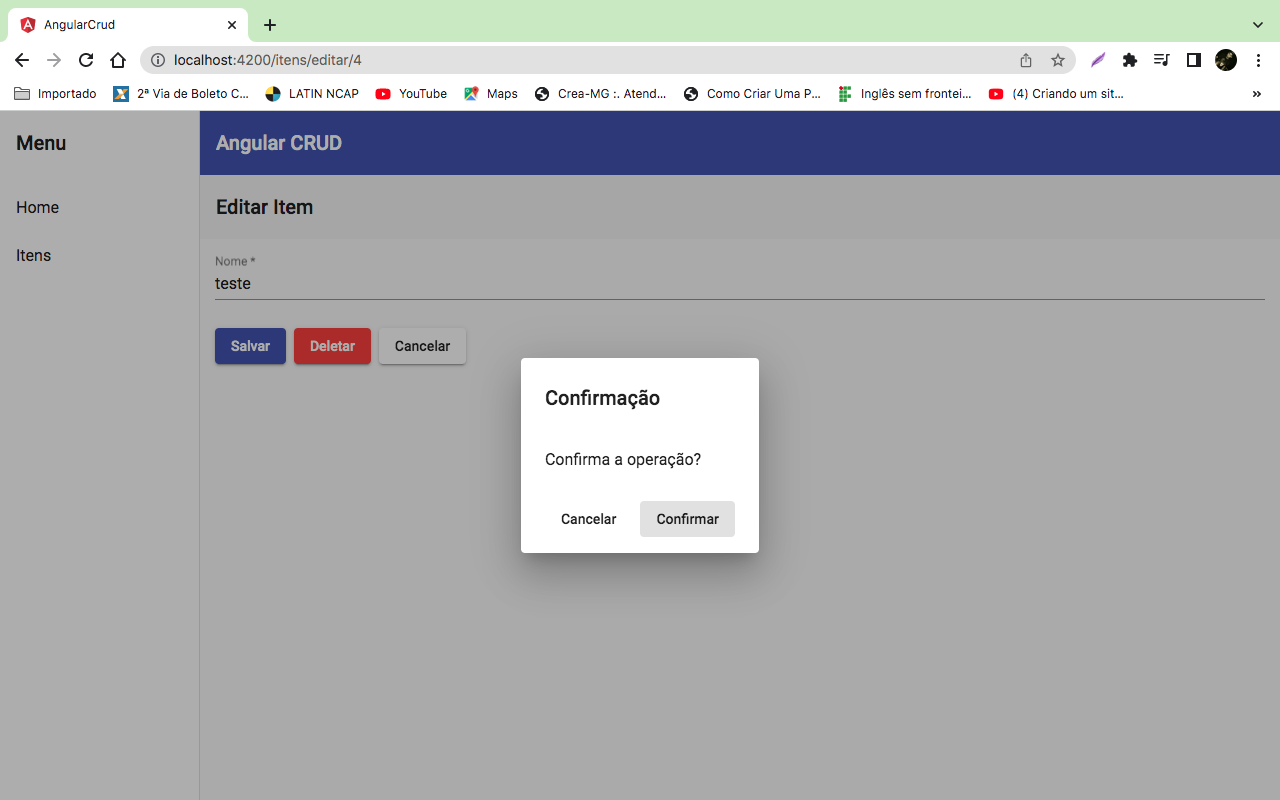 AngularCrud
localhost:4200/itens/editar/4
Importado 2ª Via de Boleto C... LATIN NCAP YouTube Maps Crea-MG :. Atend... Como Criar Uma P... Inglês sem frontei... (4) Criando um sit... »
Menu
Angular CRUD
Home
Editar Item
Itens
Nome *
teste
Salvar Deletar Cancelar
Confirmação
Confirma a operação?
Cancelar Confirmar